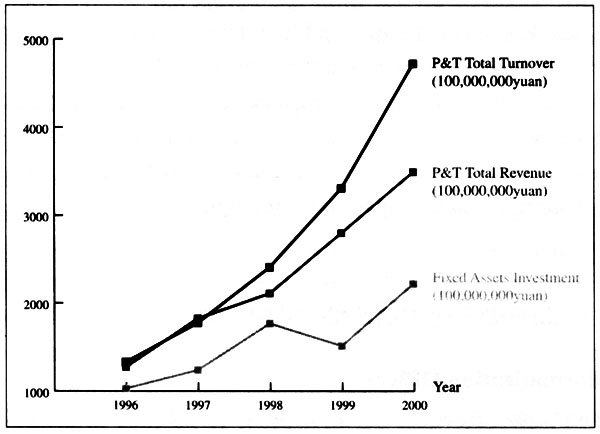 5000
P&T Total Turnover
(100,000,000yuan)
4000
P&T Total Revenue
(100,000,000yuan)
3000
Fixed Assets Investment
(100,000,000yuan)
2000
1000
Year
1996 1997 1998 1999 2000